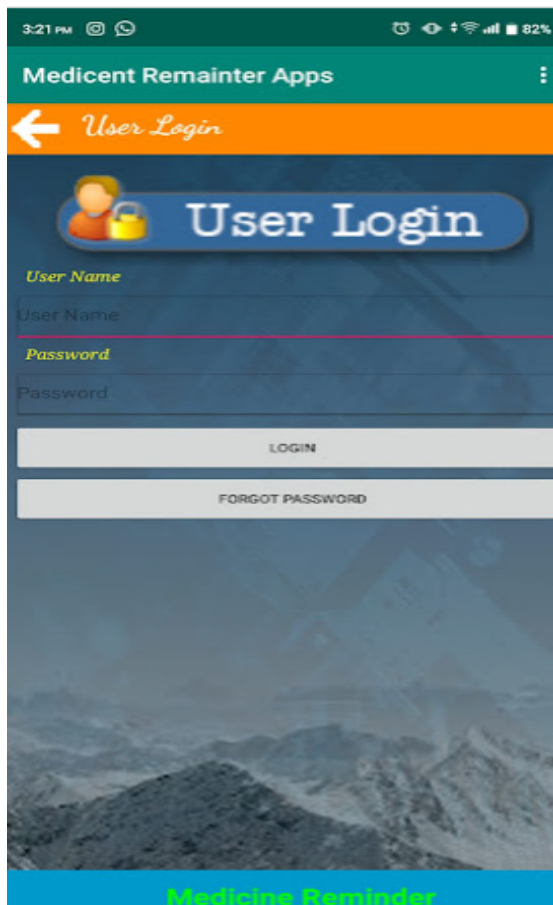 3:21 PM 82%
Medicent Remainter Apps
User Login
User Login
User Name
User Name
Password
Password
LOGIN
FORGOT PASSWORD
Medicine Reminder